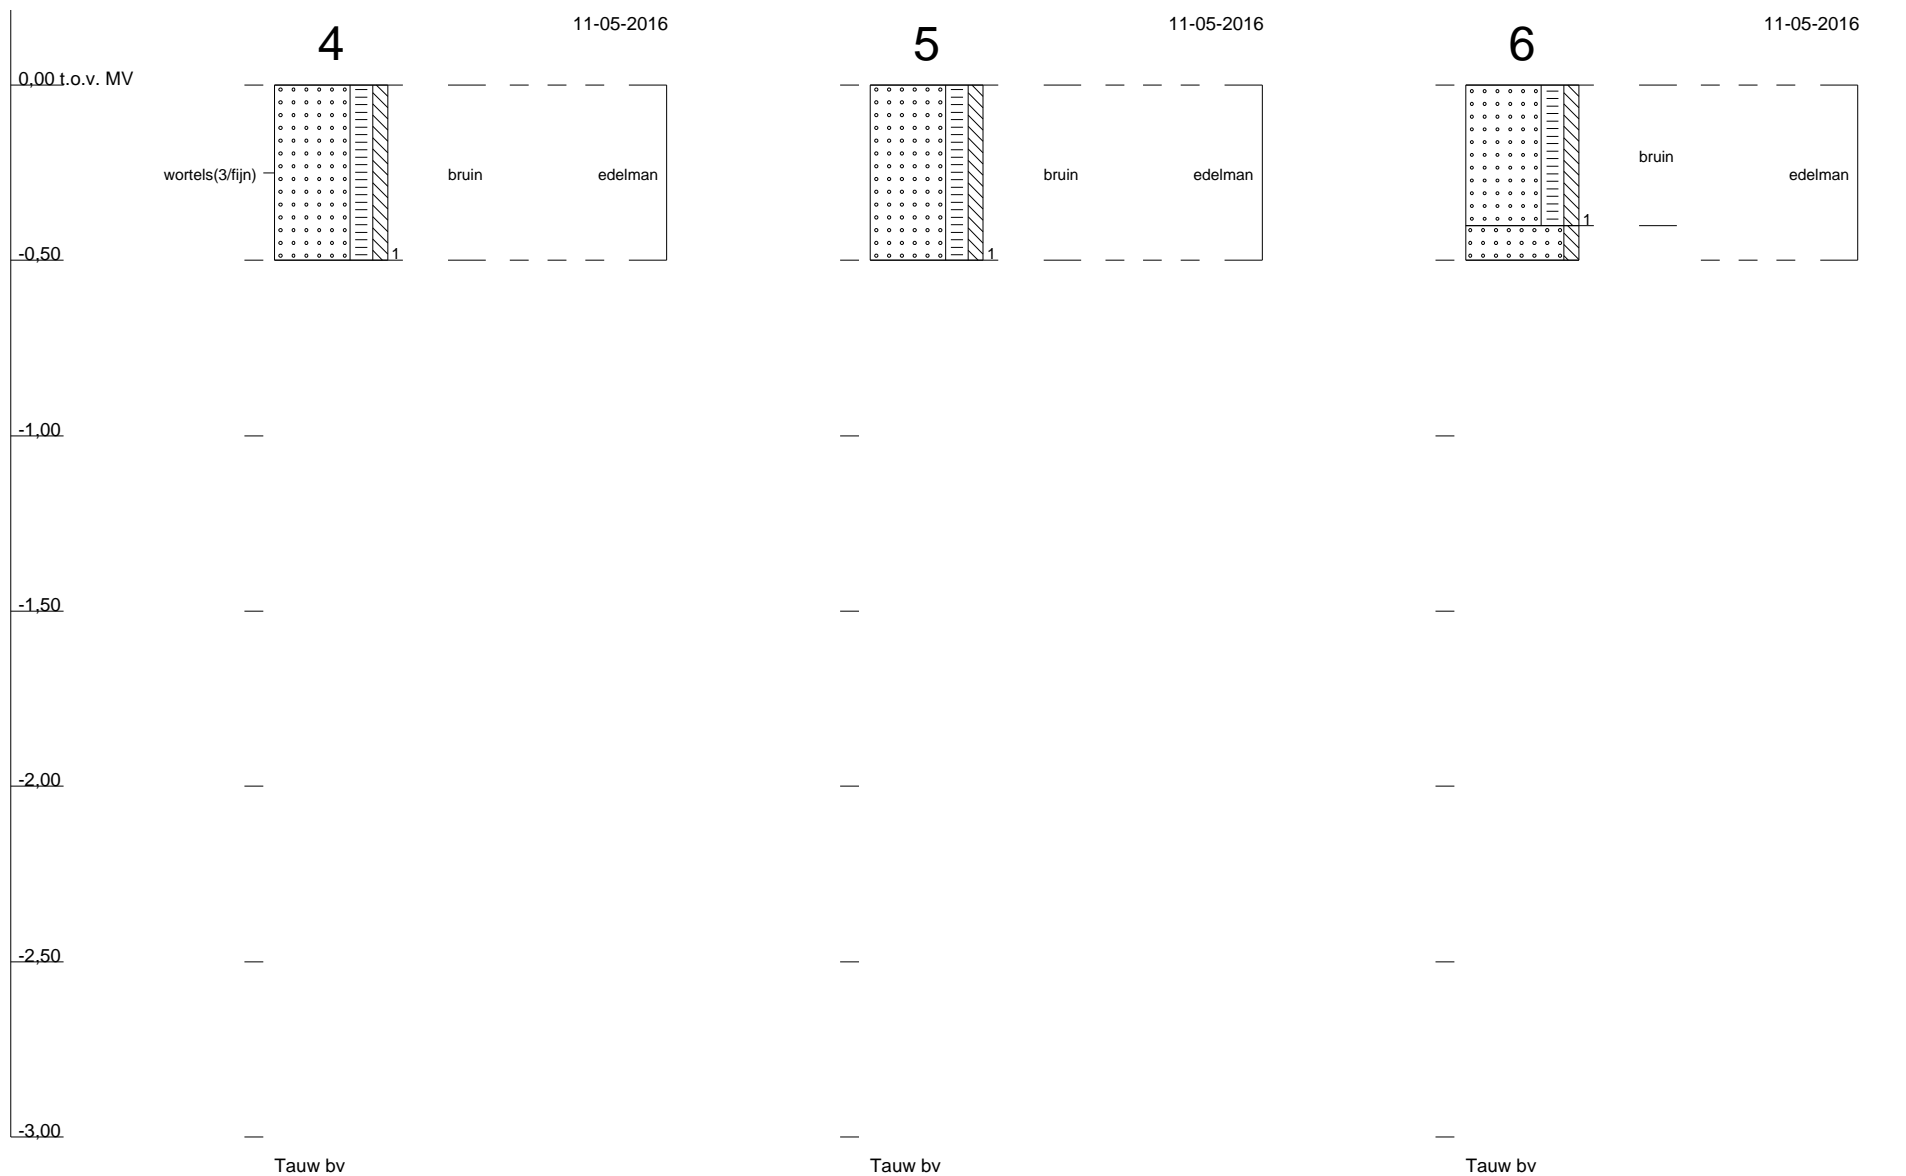 11-05-2016 11-05-2016 11-05-2016
4 5 6
0,00 t.o.v. MV
bruin
wortels(3/fijn) bruin edelman bruin edelman edelman
1
-0,50 1 1
-1,00
-1,50
-2,00
-2,50
-3,00
Tauw bv Tauw bv Tauw bv